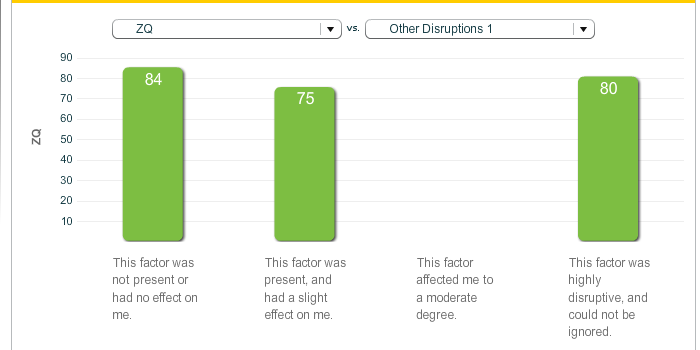 ZQ vs. Other Disruptions 1
90
80
70
60
50
40
30
20
10
ZQ
84
75
80
This factor was
not present or
had no effect on
me.
This factor was
present, and
had a slight
effect on me.
This factor
affected me to
a moderate
degree.
This factor was
highly
disruptive, and
could not be
ignored.